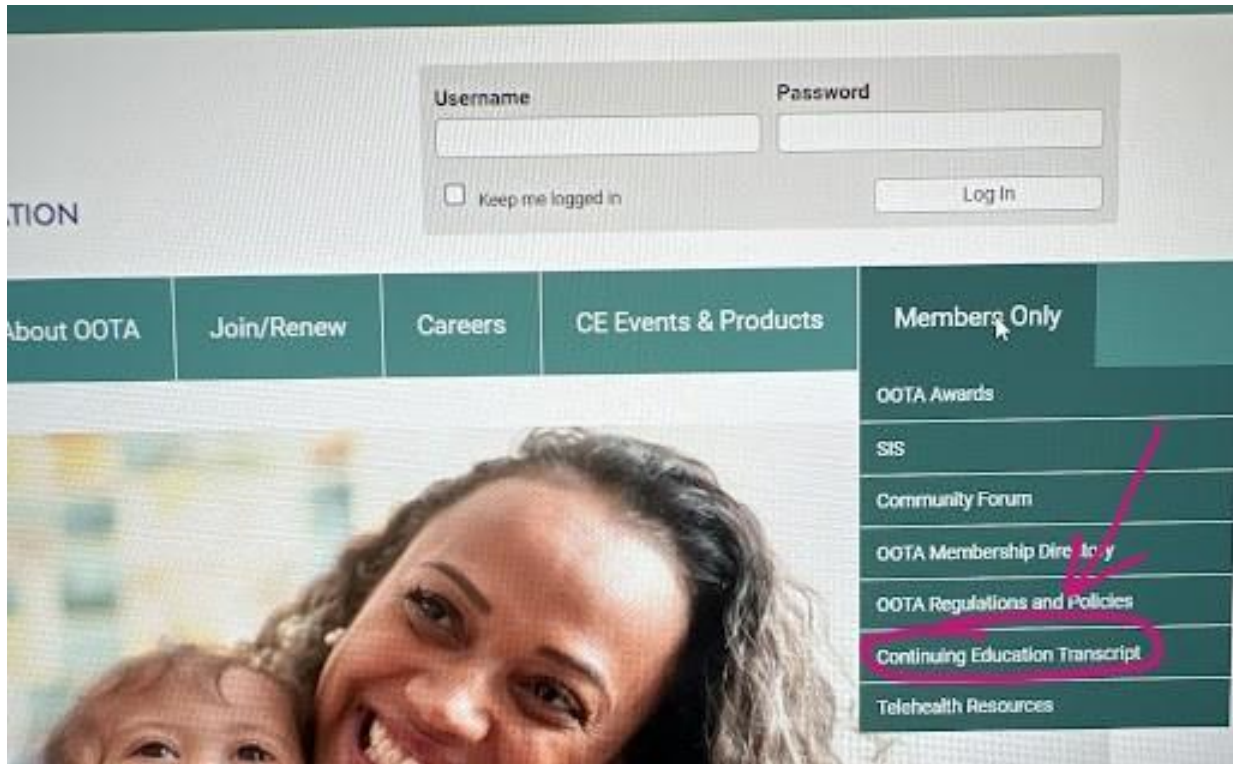 Username Password
Keep me logged in Log In
TION
About OOTA Join/Renew Careers CE Events & Products Members Only
OOTA Awards
SIS
Community Forum
OOTA Membership Directory
OOTA Regulations and Policies
Continuing Education Transcript
Telehealth Resources